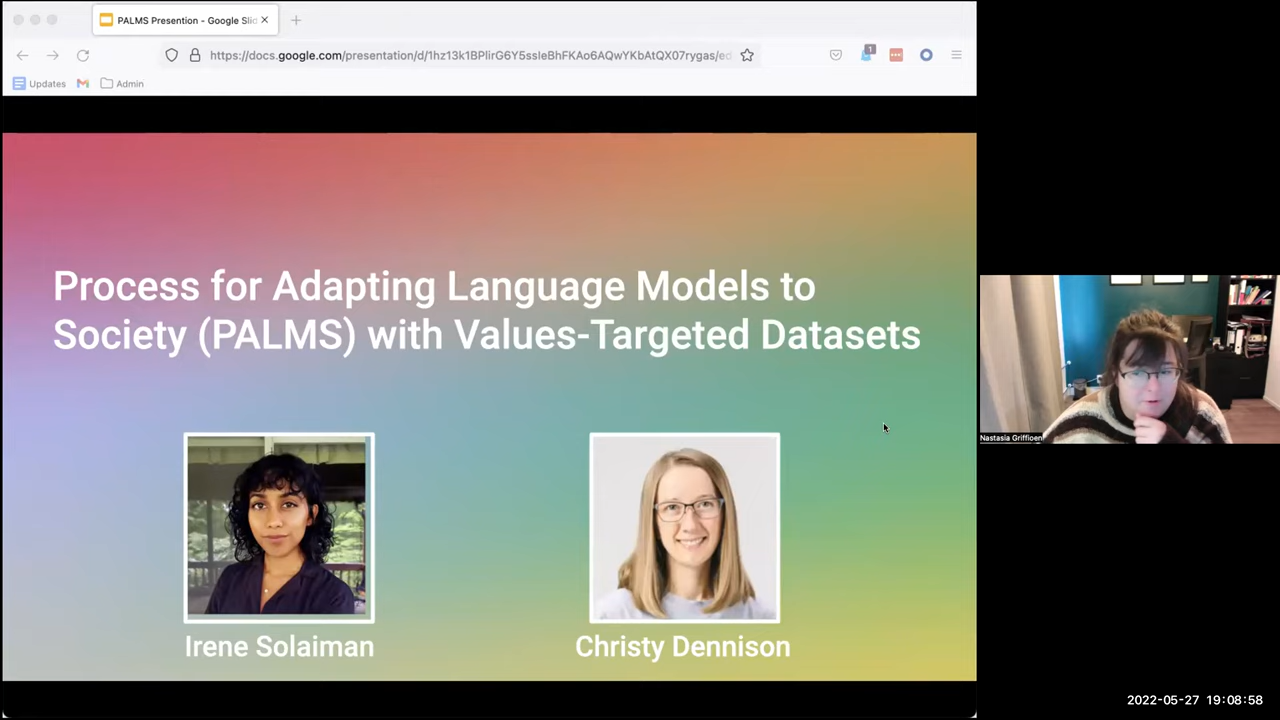 PALMS Presention - Google Slid
https://docs.google.com/presentation/d/1hz13k1BPlirG6Y5ssleBhFKAo6AQwYKbAtQX07rygas/ed
1
Updates
Admin
Process for Adapting Language Models to
Society (PALMS) with Values-Targeted Datasets
Irene Solaiman
Christy Dennison
Nastasia Griffioen
2022-05-27 19:08:58